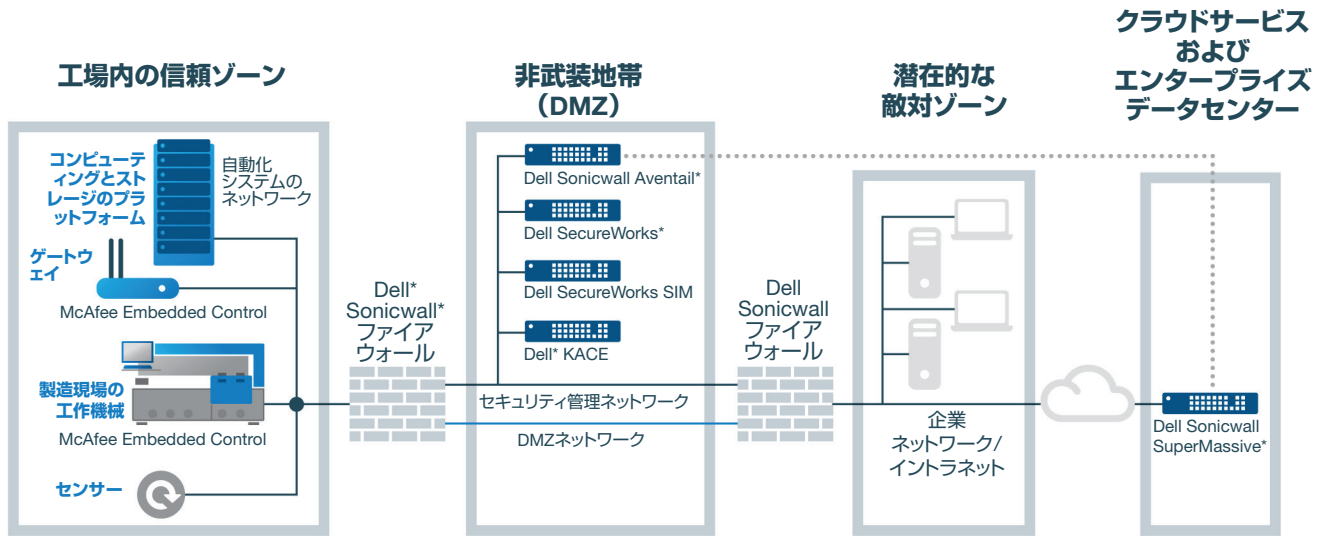 工場内の信頼ゾーン
コンピューテ
ィングとスト
レージのプラ
ットフォーム
自動化
システムの
ネットワーク
ゲートウ
ェイ
McAfee Embedded Control
製造現場の
工作機械
McAfee Embedded Control
センサー
Dell*
Sonicwall*
ファイア
ウォール
非武装地帯
（DMZ）
Dell Sonicwall Aventail*
Dell SecureWorks*
Dell SecureWorks SIM
Dell* KACE
セキュリティ管理ネットワーク
DMZネットワーク
Dell
Sonicwall
ファイア
ウォール
潜在的な
敵対ゾーン
企業
ネットワーク/
イントラネット
クラウドサービス
および
エンタープライズ
データセンター
Dell Sonicwall
SuperMassive*